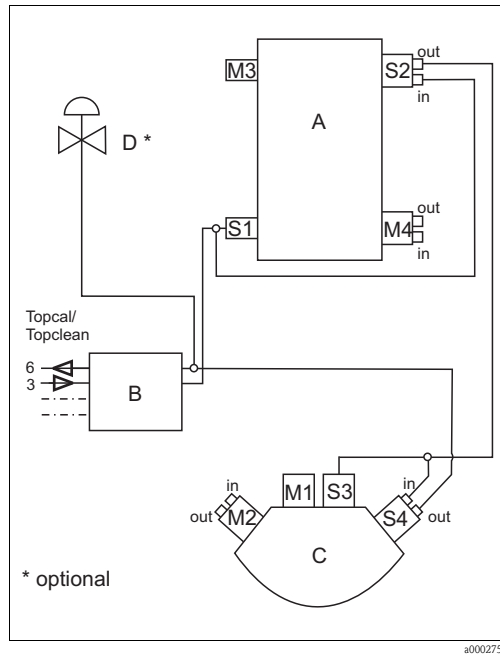 out
M3
S2
in
A
D *
out
S1
M4
in
Topcal/
Topclean
6
3
B
in
M1
S3
in
out
M2
S4
out
C
* optional
a000275